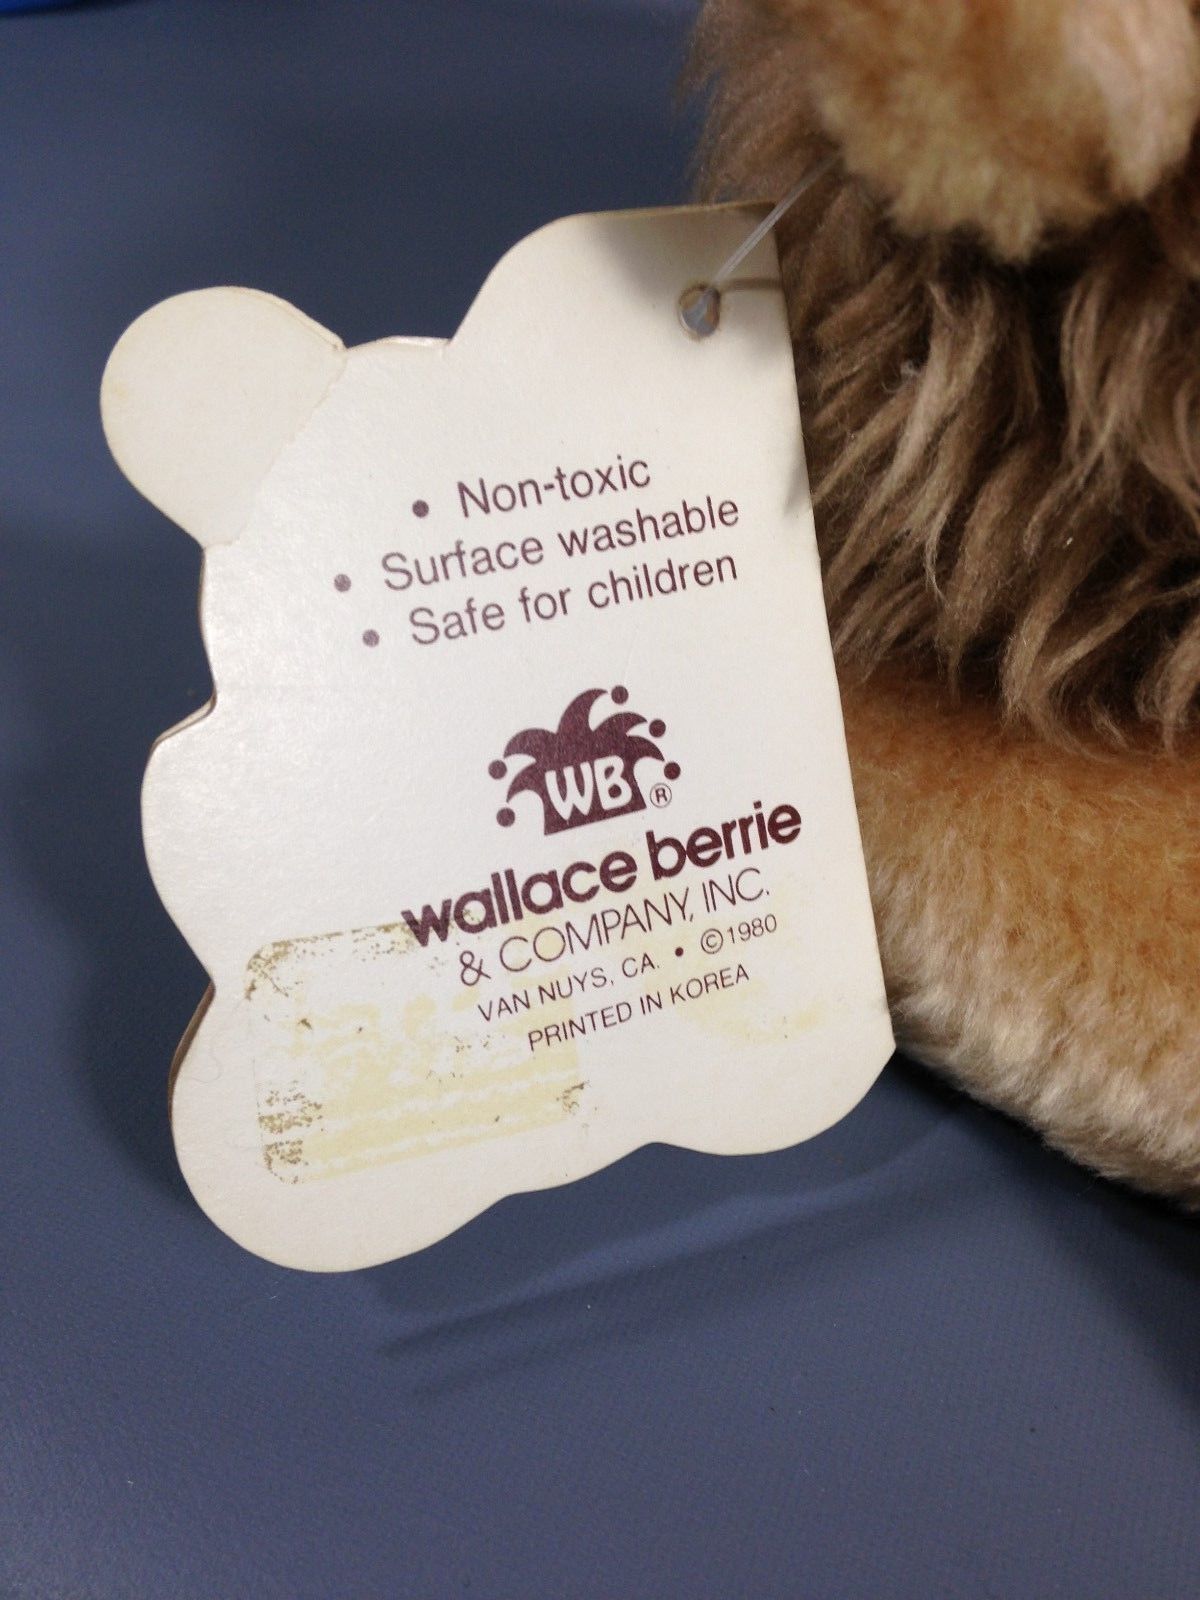 • Non-toxic
• Surface washable
• Safe for children
WB ®
wallace berrie
& COMPANY, INC.
VAN NUYS, CA. • ©1980
PRINTED IN KOREA